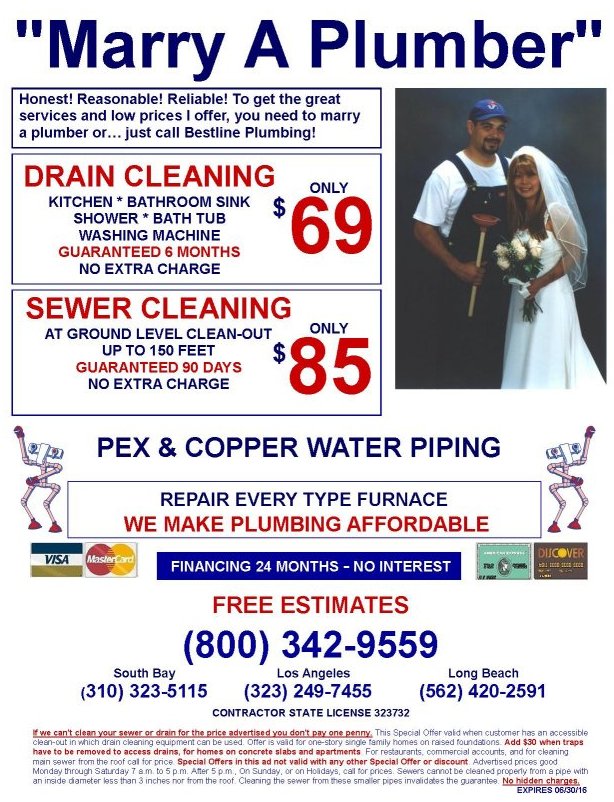 "Marry A Plumber"
Honest! Reasonable! Reliable! To get the great
services and low prices I offer, you need to marry
a plumber or... just call Bestline Plumbing!
DRAIN CLEANING
KITCHEN * BATHROOM SINK
SHOWER * BATH TUB
WASHING MACHINE
GUARANTEED 6 MONTHS
NO EXTRA CHARGE
ONLY
$69
SEWER CLEANING
AT GROUND LEVEL CLEAN-OUT
UP TO 150 FEET
GUARANTEED 90 DAYS
NO EXTRA CHARGE
ONLY
$85
PEX & COPPER WATER PIPING
REPAIR EVERY TYPE FURNACE
WE MAKE PLUMBING AFFORDABLE
VISA
MasterCard
FINANCING 24 MONTHS - NO INTEREST
AMERICAN EXPRESS
DISCOVER
FREE ESTIMATES
(800) 342-9559
South Bay
(310) 323-5115
Los Angeles
(323) 249-7455
Long Beach
(562) 420-2591
CONTRACTOR STATE LICENSE 323732
If we can't clean your sewer or drain for the price advertised you don't pay one penny. This Special Offer valid when customer has an accessible
clean-out in which drain cleaning equipment can be used. Offer is valid for one-story single family homes on raised foundations. Add $30 when traps
have to be removed to access drains, for homes on concrete slabs and apartments. For restaurants, commercial accounts, and for cleaning
main sewer from the roof call for price. Special Offers in this ad not valid with any other Special Offer or discount. Advertised prices good
Monday through Saturday 7 a.m. to 5 p.m. After 5 p.m., On Sunday, or on Holidays, call for prices. Sewers cannot be cleaned properly from a pipe with
an inside diameter less than 3 inches nor from the roof. Cleaning the sewer from these smaller pipes invalidates the guarantee. No hidden charges.
EXPIRES 06/30/16